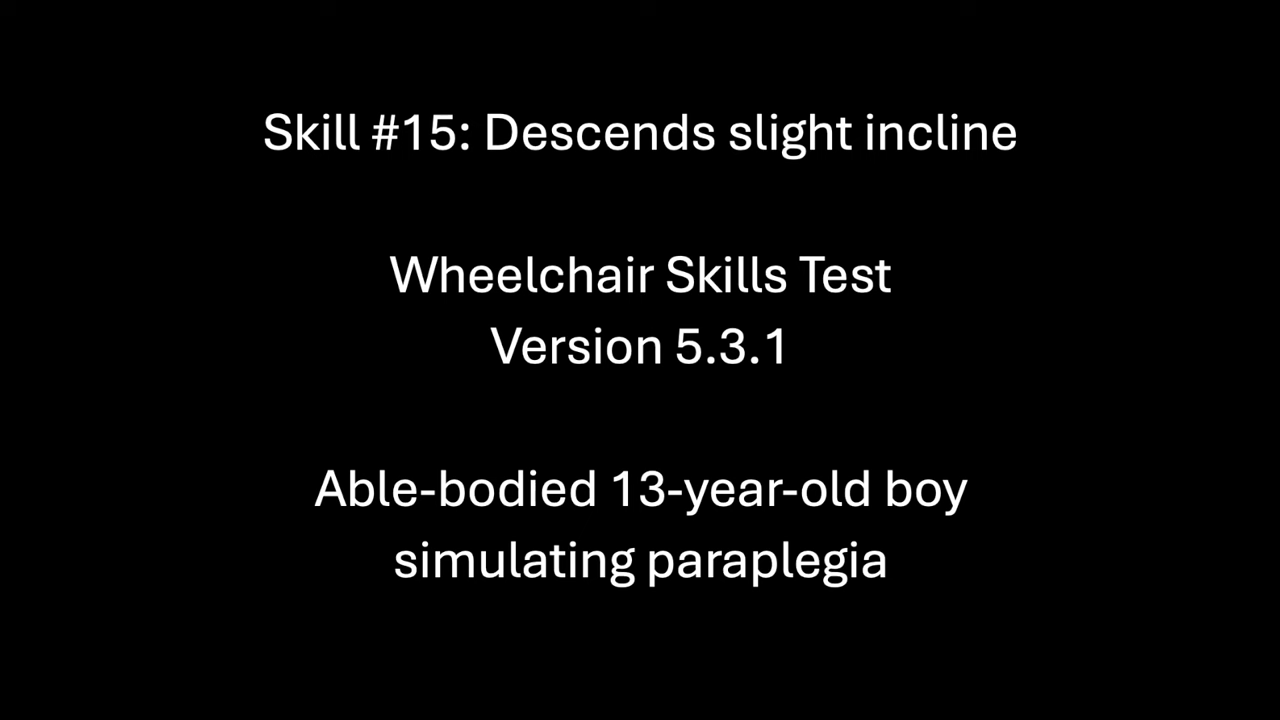 Skill #15: Descends slight incline
Wheelchair Skills Test
Version 5.3.1
Able-bodied 13-year-old boy
simulating paraplegia